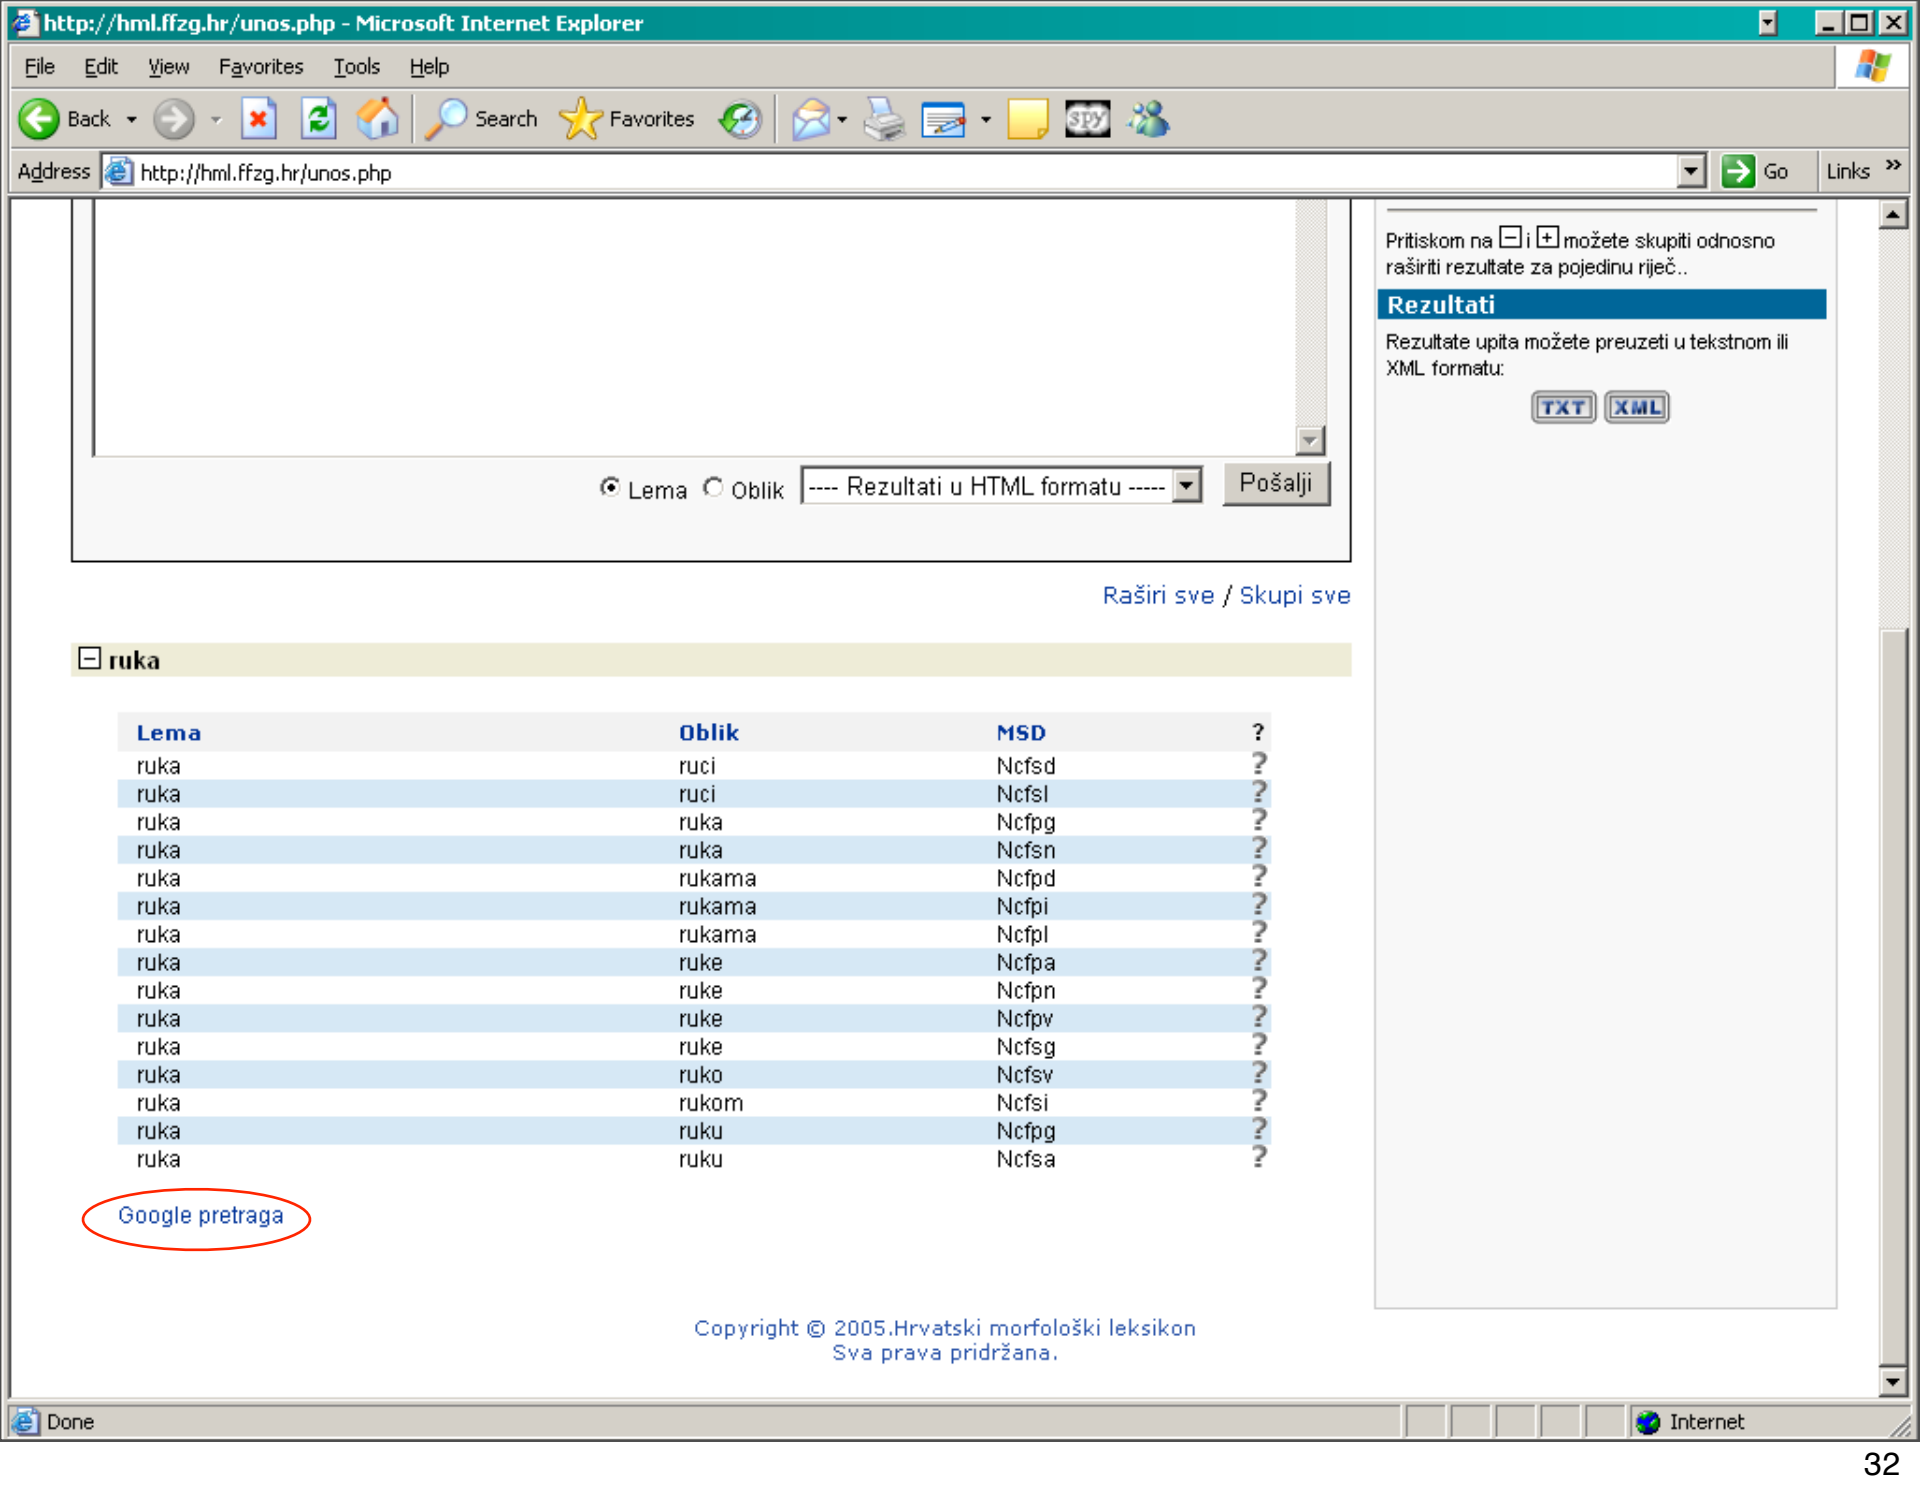 http://hml.ffzg.hr/unos.php - Microsoft Internet Explorer
File Edit View Favorites Tools Help
Back Search Favorites SPY
Address http://hml.ffzg.hr/unos.php Go Links »
Pritiskom na i možete skupiti odnosno
raširiti rezultate za pojedinu riječ..
Rezultati
Rezultate upita možete preuzeti u tekstnom ili
XML formatu:
TXT XML
Lema Oblik ---- Rezultati u HTML formatu ----- Pošalji
Raširi sve / Skupi sve
ruka
Lema Oblik MSD ?
ruka ruci Ncfsd ?
ruka ruci Ncfsl ?
ruka ruka Ncfpg ?
ruka ruka Ncfsn ?
ruka rukama Ncfpd ?
ruka rukama Ncfpi ?
ruka rukama Ncfpl ?
ruka ruke Ncfpa ?
ruka ruke Ncfpn ?
ruka ruke Ncfpv ?
ruka ruke Ncfsg ?
ruka ruko Ncfsv ?
ruka rukom Ncfsi ?
ruka ruku Ncfpg ?
ruka ruku Ncfsa ?
Google pretraga
Copyright © 2005.Hrvatski morfološki leksikon
Sva prava pridržana.
Done Internet
32